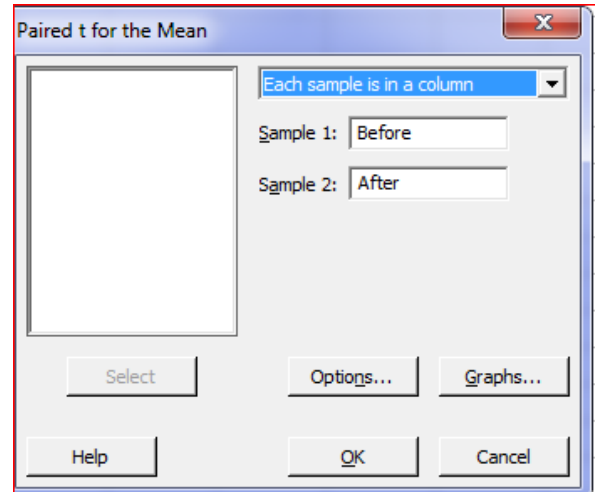 Paired t for the Mean
X
Each sample is in a column
Sample 1: Before
Sample 2: After
Select
Options...
Graphs...
Help
OK
Cancel